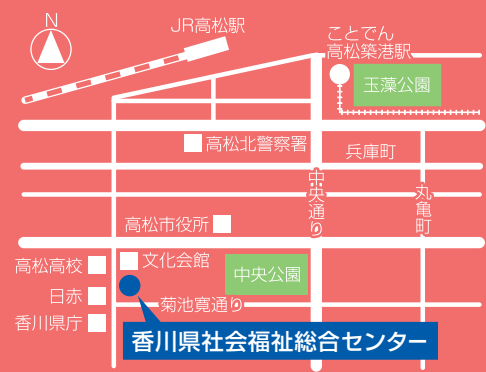 N
JR高松駅
ことでん
高松築港駅
玉藻公園
高松北警察署
兵庫町
中央通り
丸亀町
高松市役所
高松高校
文化会館
中央公園
日赤
菊池寛通り
香川県庁
香川県社会福祉総合センター